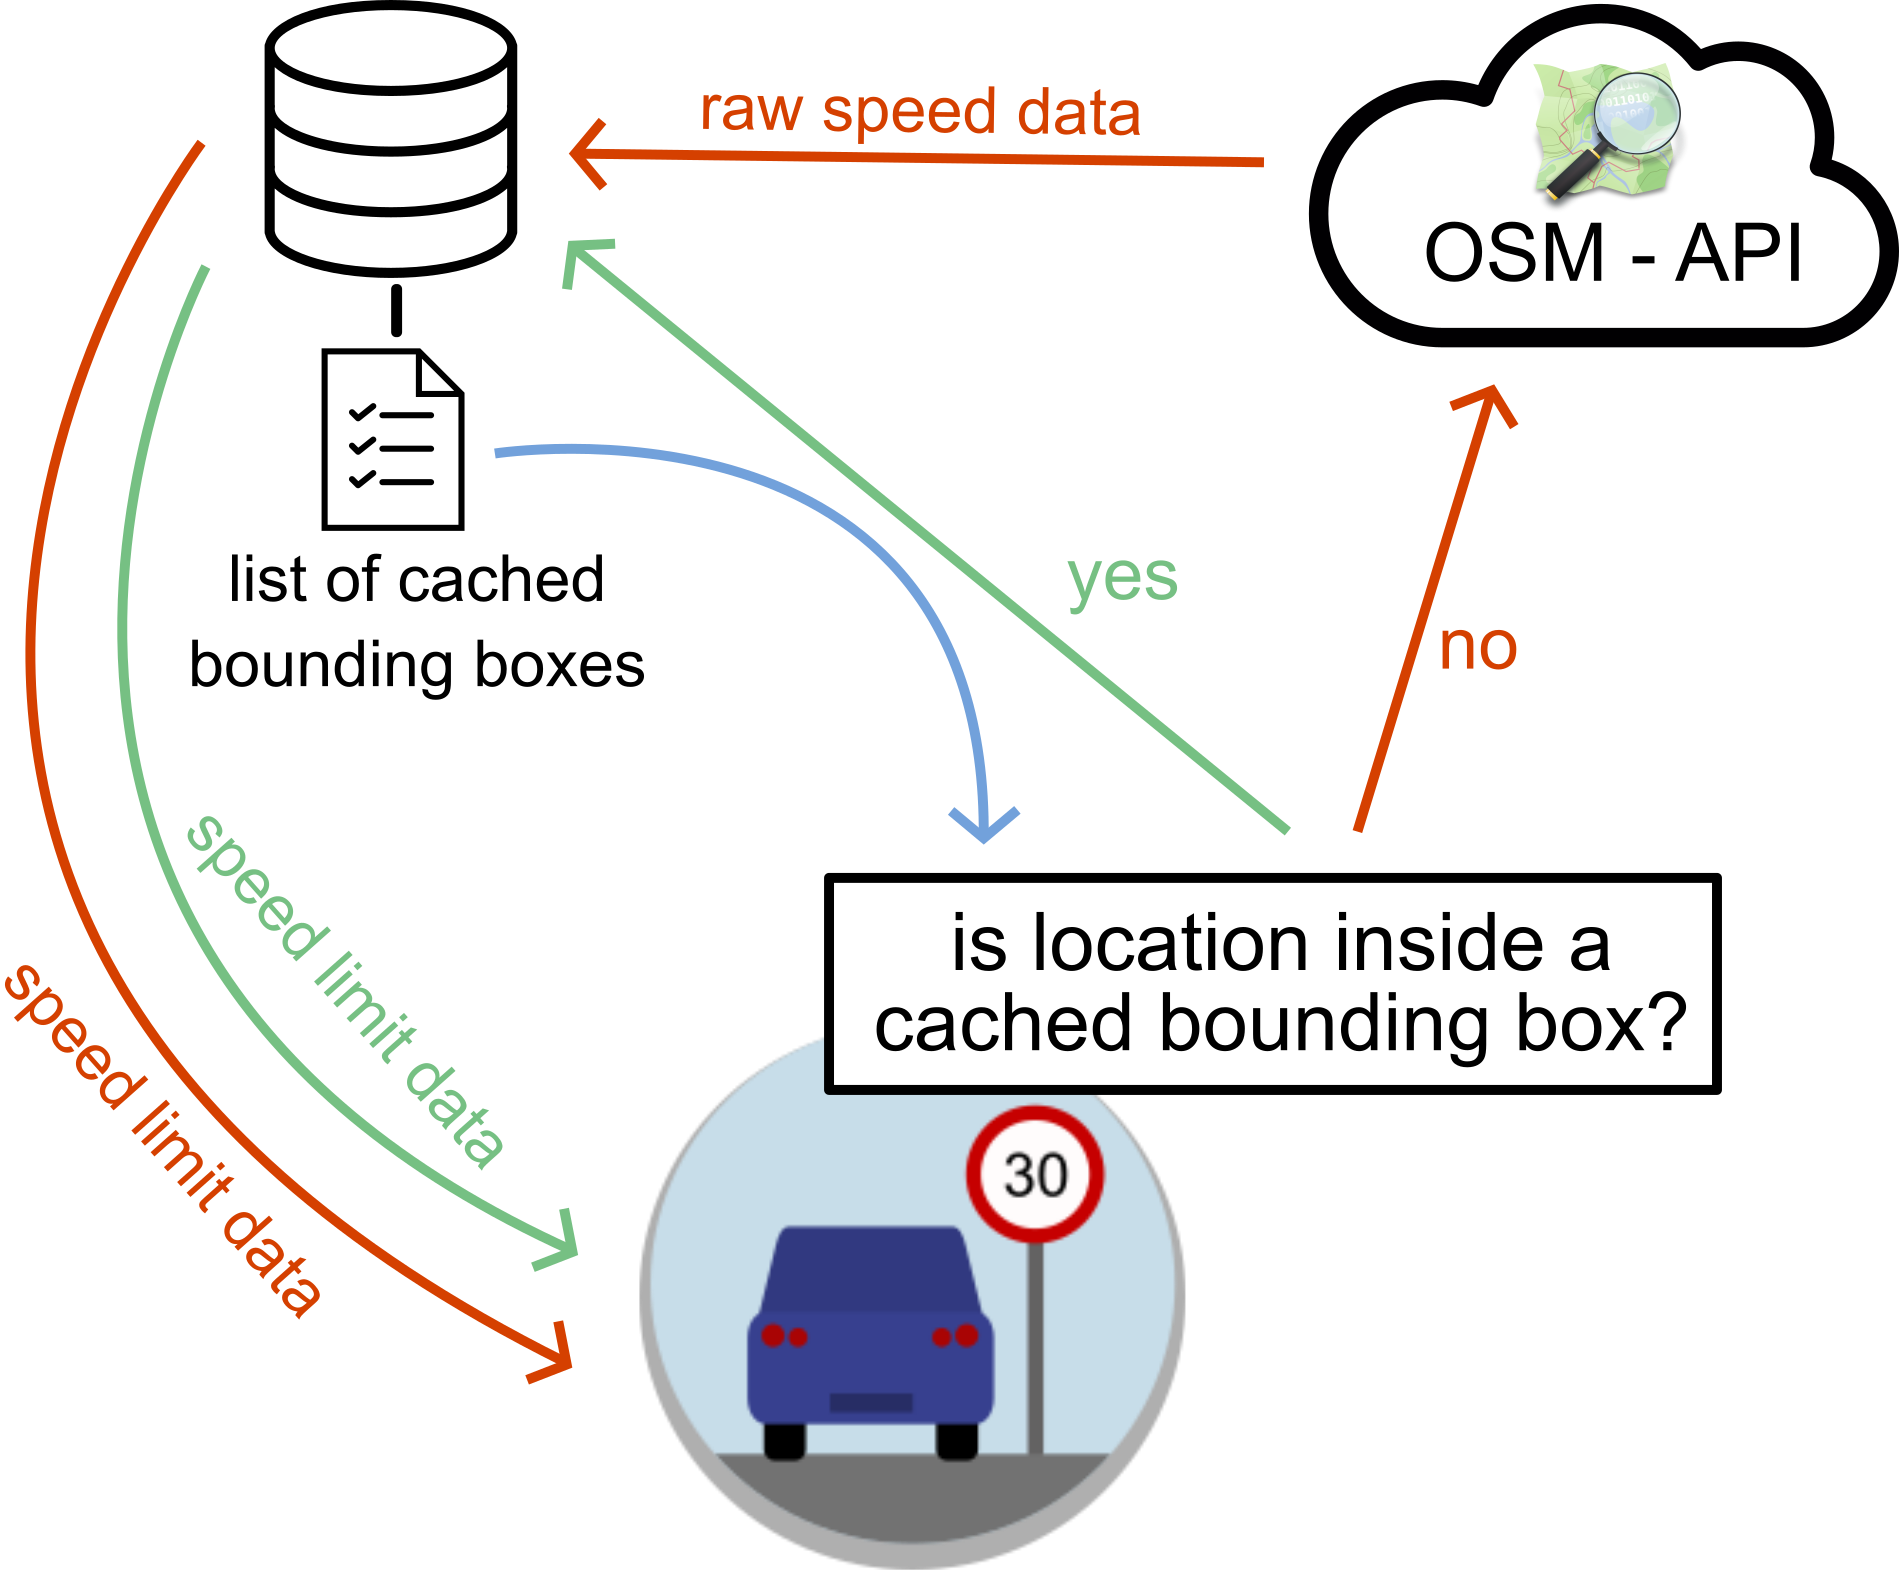 raw speed data
OSM - API
list of cached
bounding boxes
yes
no
speed limit data
speed limit data
is location inside a
cached bounding box?
30